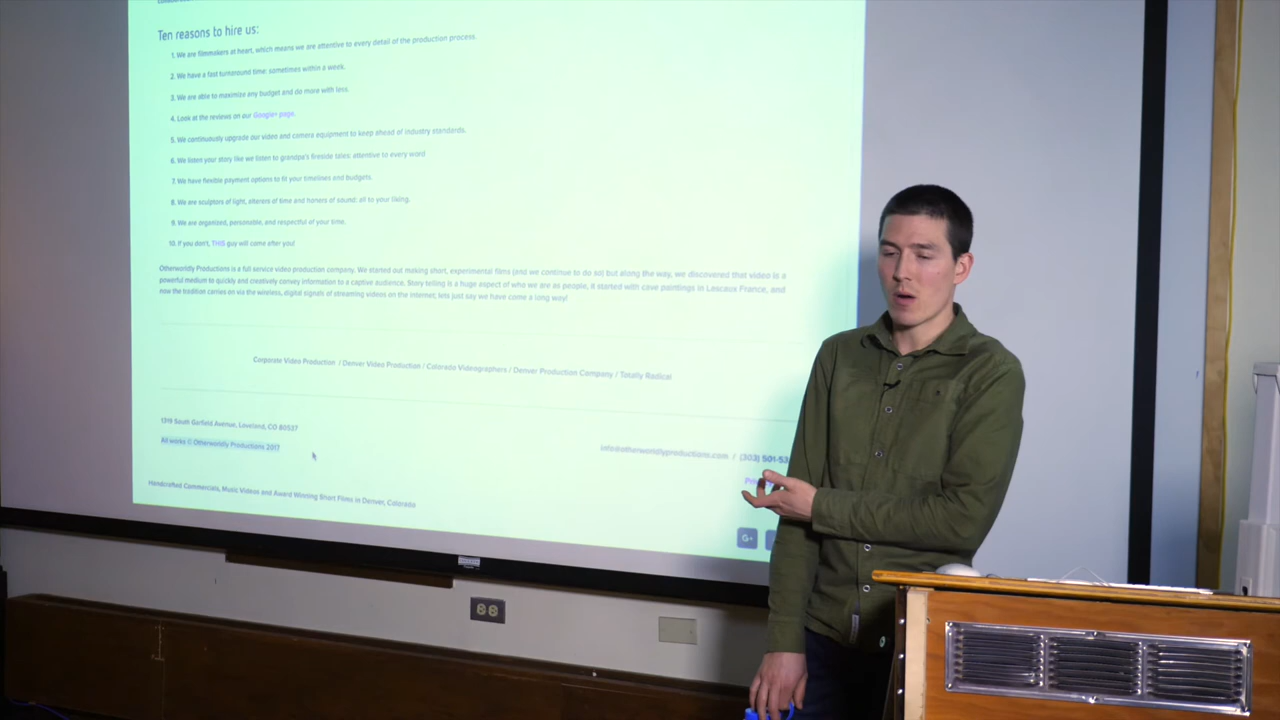 Ten reasons to hire us:
1. We are filmmakers at heart, which means we are attentive to every detail of the production process.
2. We have a fast turnaround time: sometimes within a week.
3. We are able to maximise any budget and do more with less.
4. Look at the reviews on our Google+ page.
5. We continuously upgrade our video and camera equipment to keep ahead of industry standards.
6. We listen your story like we listen to grandpa's fireside tales: attentive to every word
7. We have flexible payment options to fit your timelines and budgets.
8. We are sculptors of light, alterers of time and honors of sound: all to your liking.
9. We are organised, personable, and respectful of your time.
10. If you don't, THIS guy will come after you!
Otherworldly Productions is a full service video production company. We started out making short, experimental films (and we continue to do so) but along the way, we discovered that video is a
powerful medium to quickly and creatively convey information to a captive audience. Story telling is a huge aspect of who we are as people, it started with cave paintings in Lascaux France, and
now the tradition carries on via the wireless, digital signals of streaming videos on the internet, lets just say we have come a long way!
Corporate Video Production / Denver Video Production / Colorado Videographers / Denver Production Company / Totally Radical
1319 South Garfield Avenue, Loveland, CO 80537
All works © Otherworldly Productions 2017
info@otherworldlyproductions.com / (303) 501-53
Handcrafted Commercials, Music Videos and Award Winning Short Films in Denver, Colorado
G+